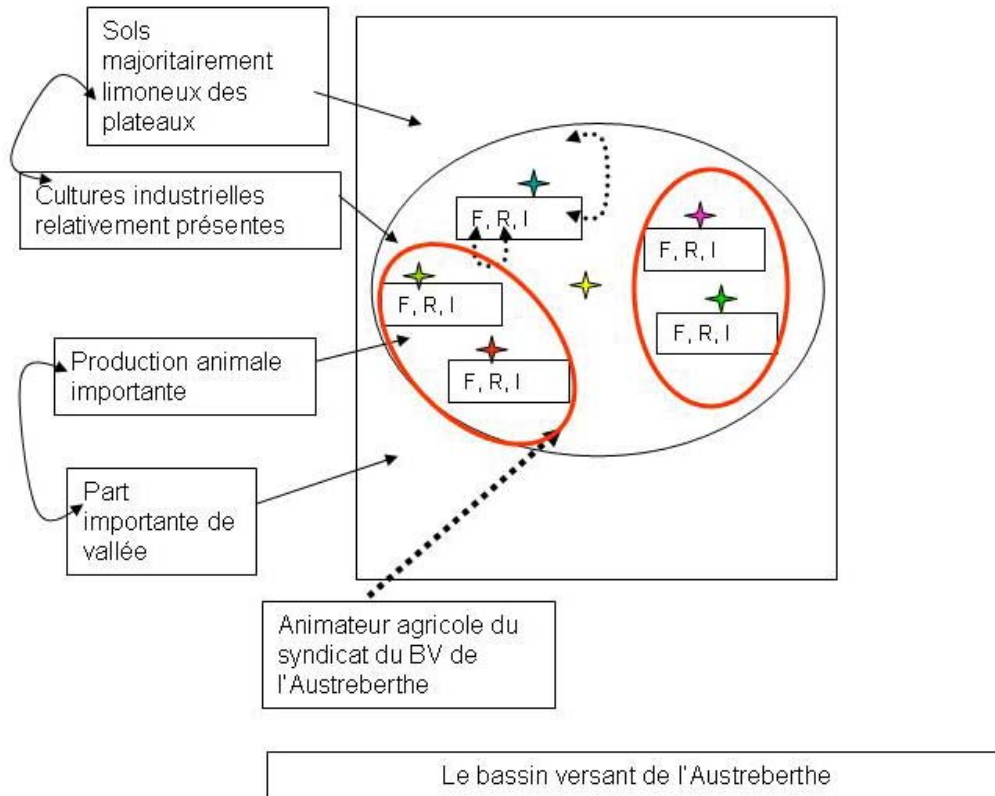 Sols
majoritairement
limoneux des
plateaux
Cultures industrielles
relativement présentes
F, R, I
F, R, I
F, R, I
F, R, I
F, R, I
Production animale
importante
Part
importante de
vallée
Animateur agricole du
syndicat du BV de
l'Austreberthe
Le bassin versant de l'Austreberthe